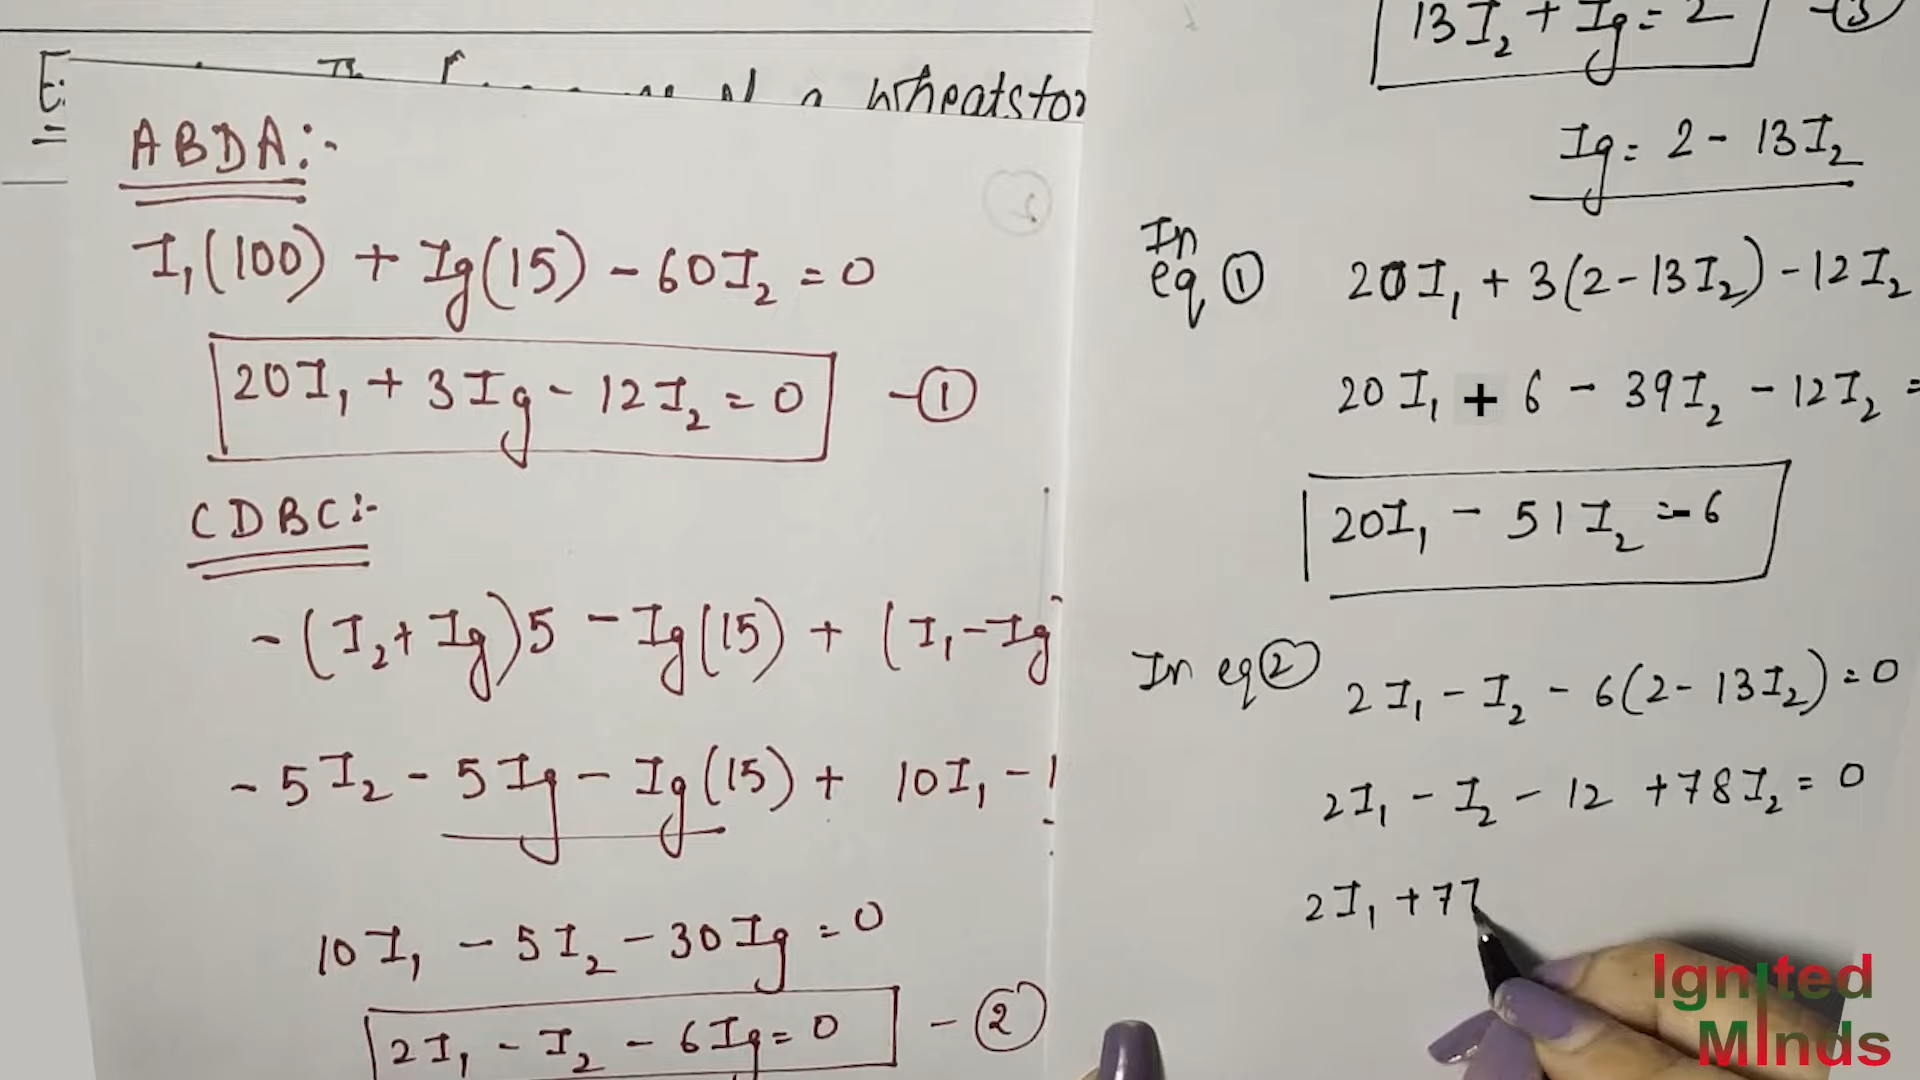 wheatston
ABDA:-
I₁(100) + Ig(15) - 60I₂ = 0
20I₁ + 3Ig - 12I₂ = 0 - ①
CDBC:-
-(I₂ + Ig)5 - Ig(15) + (I₁ - Ig
- 5I₂ - 5Ig - Ig(15) + 10I₁ - 1
10I₁ - 5I₂ - 30Ig = 0
2I₁ - I₂ - 6Ig = 0 - ②
13I₂ + Ig = 2 - ③
Ig = 2 - 13I₂
In eq ① 20I₁ + 3(2 - 13I₂) - 12I₂
20I₁ + 6 - 39I₂ - 12I₂ =
20I₁ - 51I₂ = -6
In eq ② 2I₁ - I₂ - 6(2 - 13I₂) = 0
2I₁ - I₂ - 12 + 78I₂ = 0
2I₁ + 77
Ignited
Minds